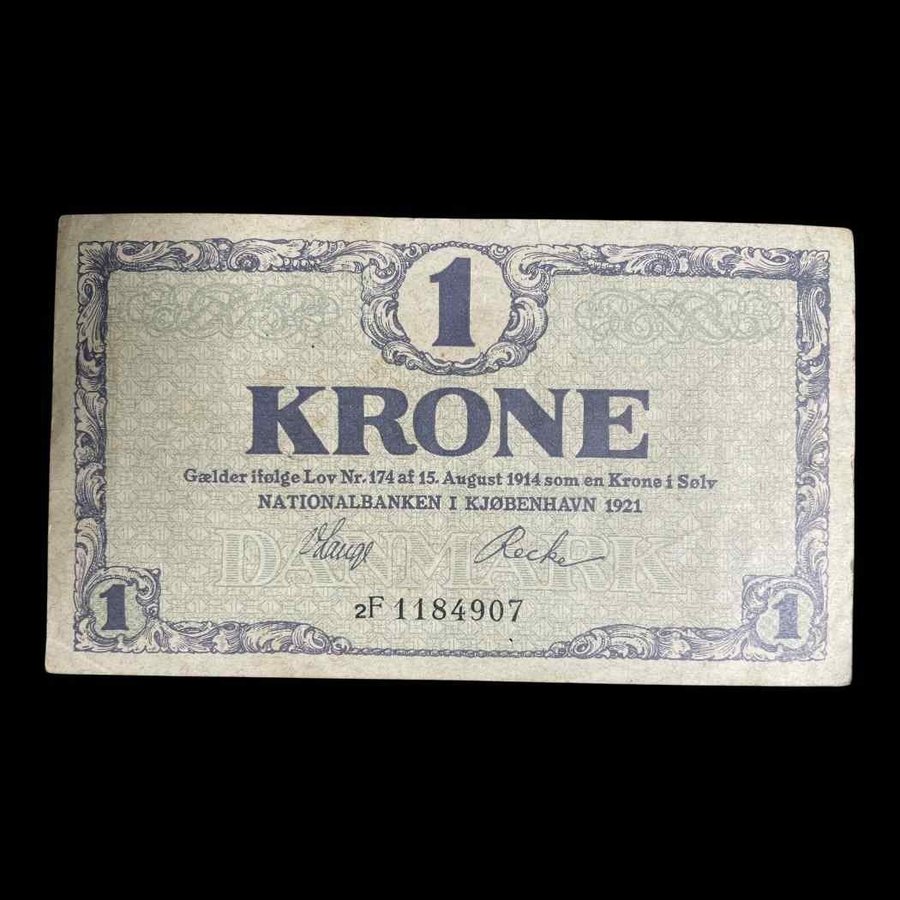 1
KRONE
Gælder ifølge Lov Nr. 174 af 15. August 1914 som en Krone i Sølv
NATIONALBANKEN I KJØBENHAVN 1921
Lange Recke
DANMARK
2F 1184907
1 1